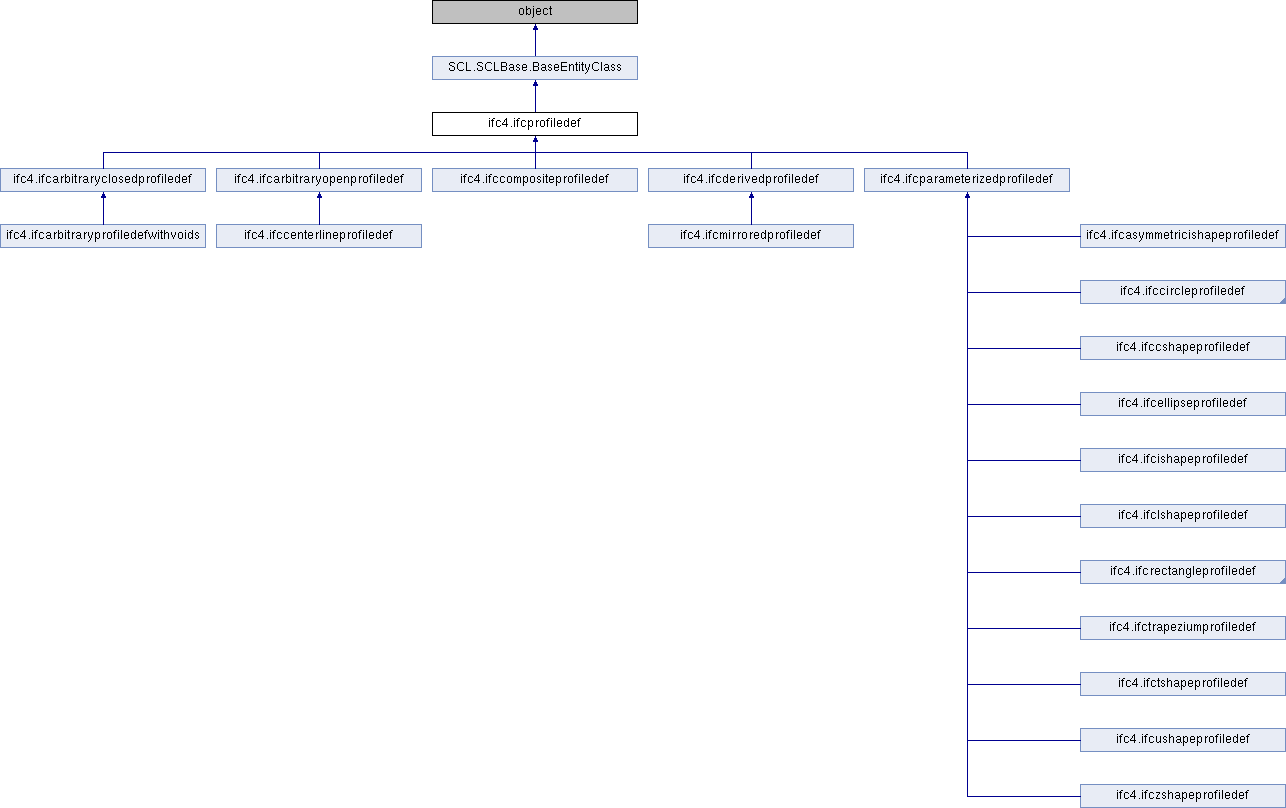 object
SCL.SCLBase.BaseEntityClass
ifc4.ifcprofiledef
ifc4.ifcarbitraryclosedprofiledef
ifc4.ifcarbitraryopenprofiledef
ifc4.ifccompositeprofiledef
ifc4.ifcderivedprofiledef
ifc4.ifcparameterizedprofiledef
ifc4.ifcarbitraryprofiledefwithvoids
ifc4.ifccenterlineprofiledef
ifc4.ifcmirroredprofiledef
ifc4.ifcasymmetricishapeprofiledef
ifc4.ifccircleprofiledef
ifc4.ifccshapeprofiledef
ifc4.ifcellipseprofiledef
ifc4.ifcishapeprofiledef
ifc4.ifclshapeprofiledef
ifc4.ifcrectangleprofiledef
ifc4.ifctrapeziumprofiledef
ifc4.ifctshapeprofiledef
ifc4.ifcushapeprofiledef
ifc4.ifczshapeprofiledef